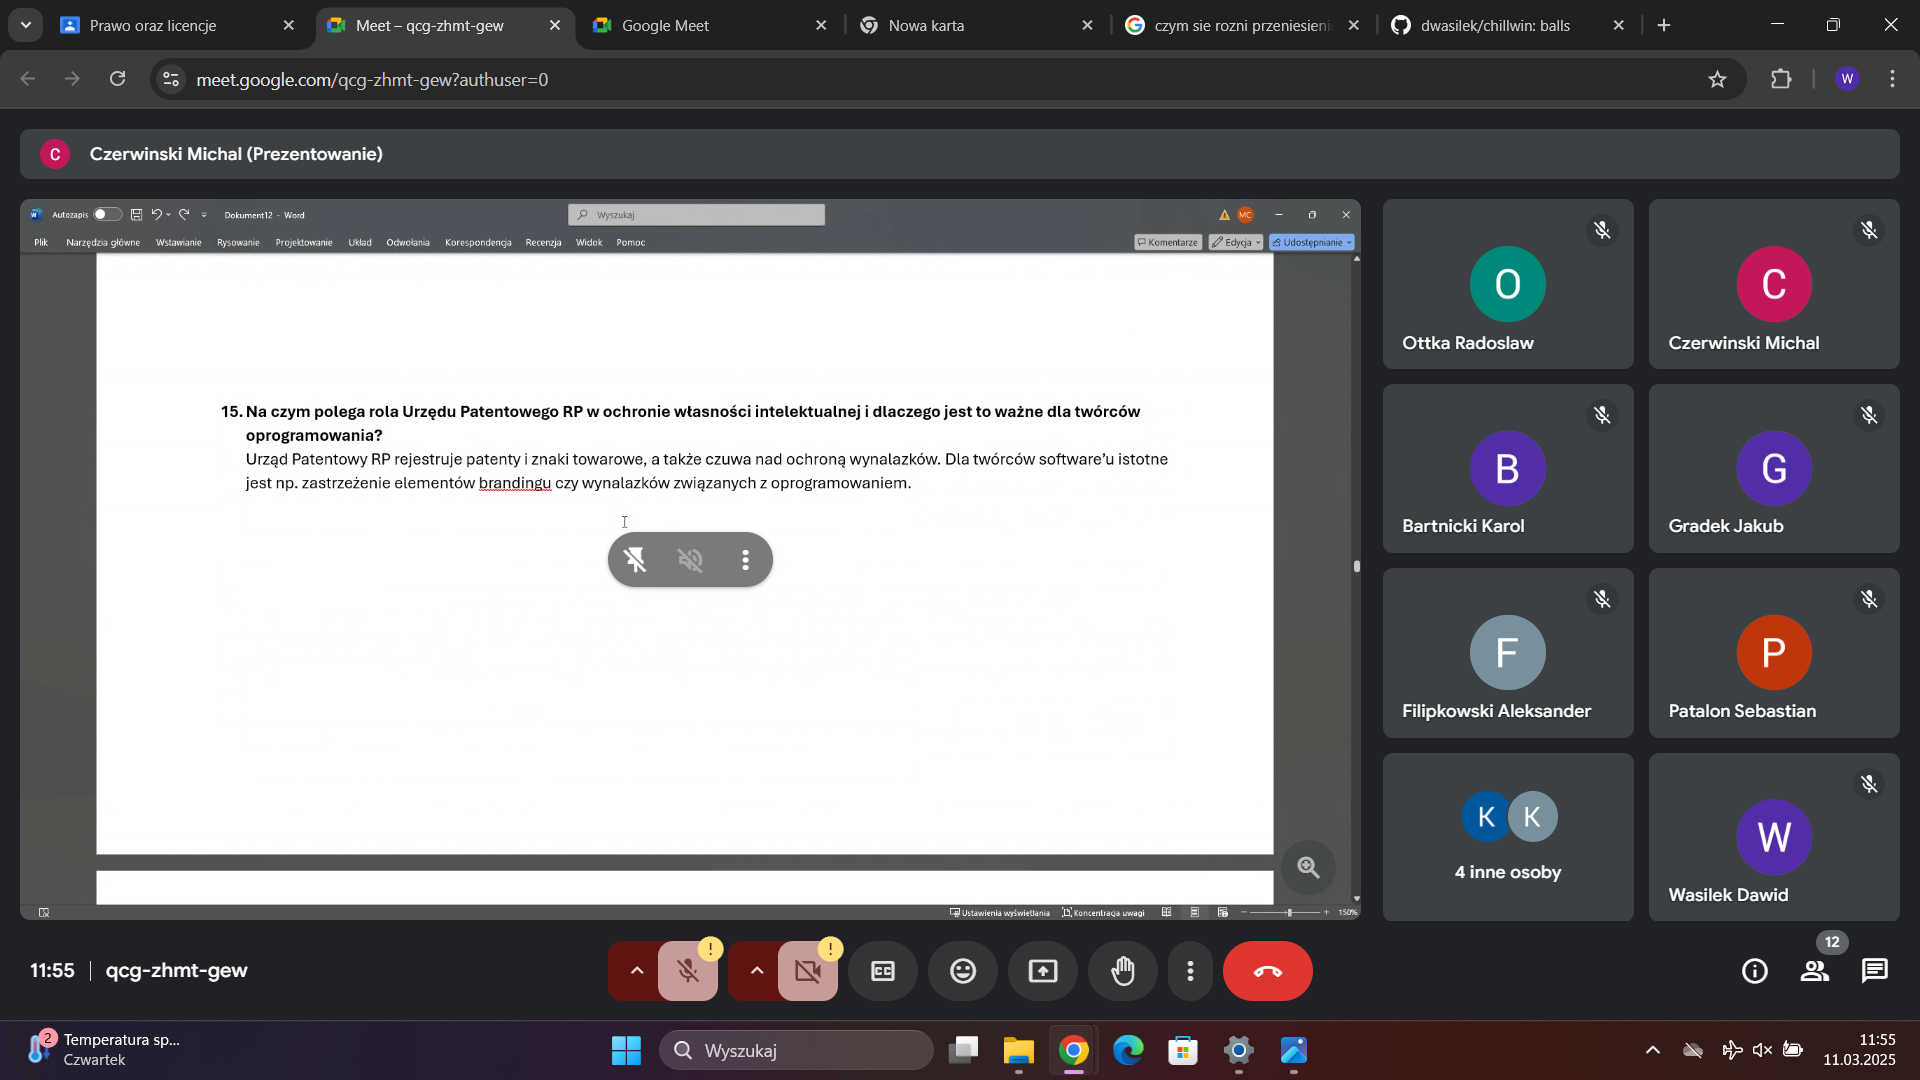 Prawo oraz licencje
Meet – qcg-zhmt-gew
Google Meet
Nowa karta
czym sie rozni przeniesieni
dwasilek/chillwin: balls
meet.google.com/qcg-zhmt-gew?authuser=0
W
C
Czerwinski Michal (Prezentowanie)
Autozapis
Dokument12 - Word
Wyszukaj
MC
Plik Narzędzia główne Wstawianie Rysowanie Projektowanie Układ Odwołania Korespondencja Recenzja Widok Pomoc
Komentarze
Edycja
Udostępnianie
15. Na czym polega rola Urzędu Patentowego RP w ochronie własności intelektualnej i dlaczego jest to ważne dla twórców
oprogramowania?
Urząd Patentowy RP rejestruje patenty i znaki towarowe, a także czuwa nad ochroną wynalazków. Dla twórców software'u istotne
jest np. zastrzeżenie elementów brandingu czy wynalazków związanych z oprogramowaniem.
Ustawienia wyświetlania
Koncentracja uwagi
150%
O
Ottka Radoslaw
C
Czerwinski Michal
B
Bartnicki Karol
G
Gradek Jakub
F
Filipkowski Aleksander
P
Patalon Sebastian
K K
4 inne osoby
W
Wasilek Dawid
11:55 | qcg-zhmt-gew
!
!
CC
12
2
Temperatura sp...
Czwartek
Wyszukaj
11:55
11.03.2025